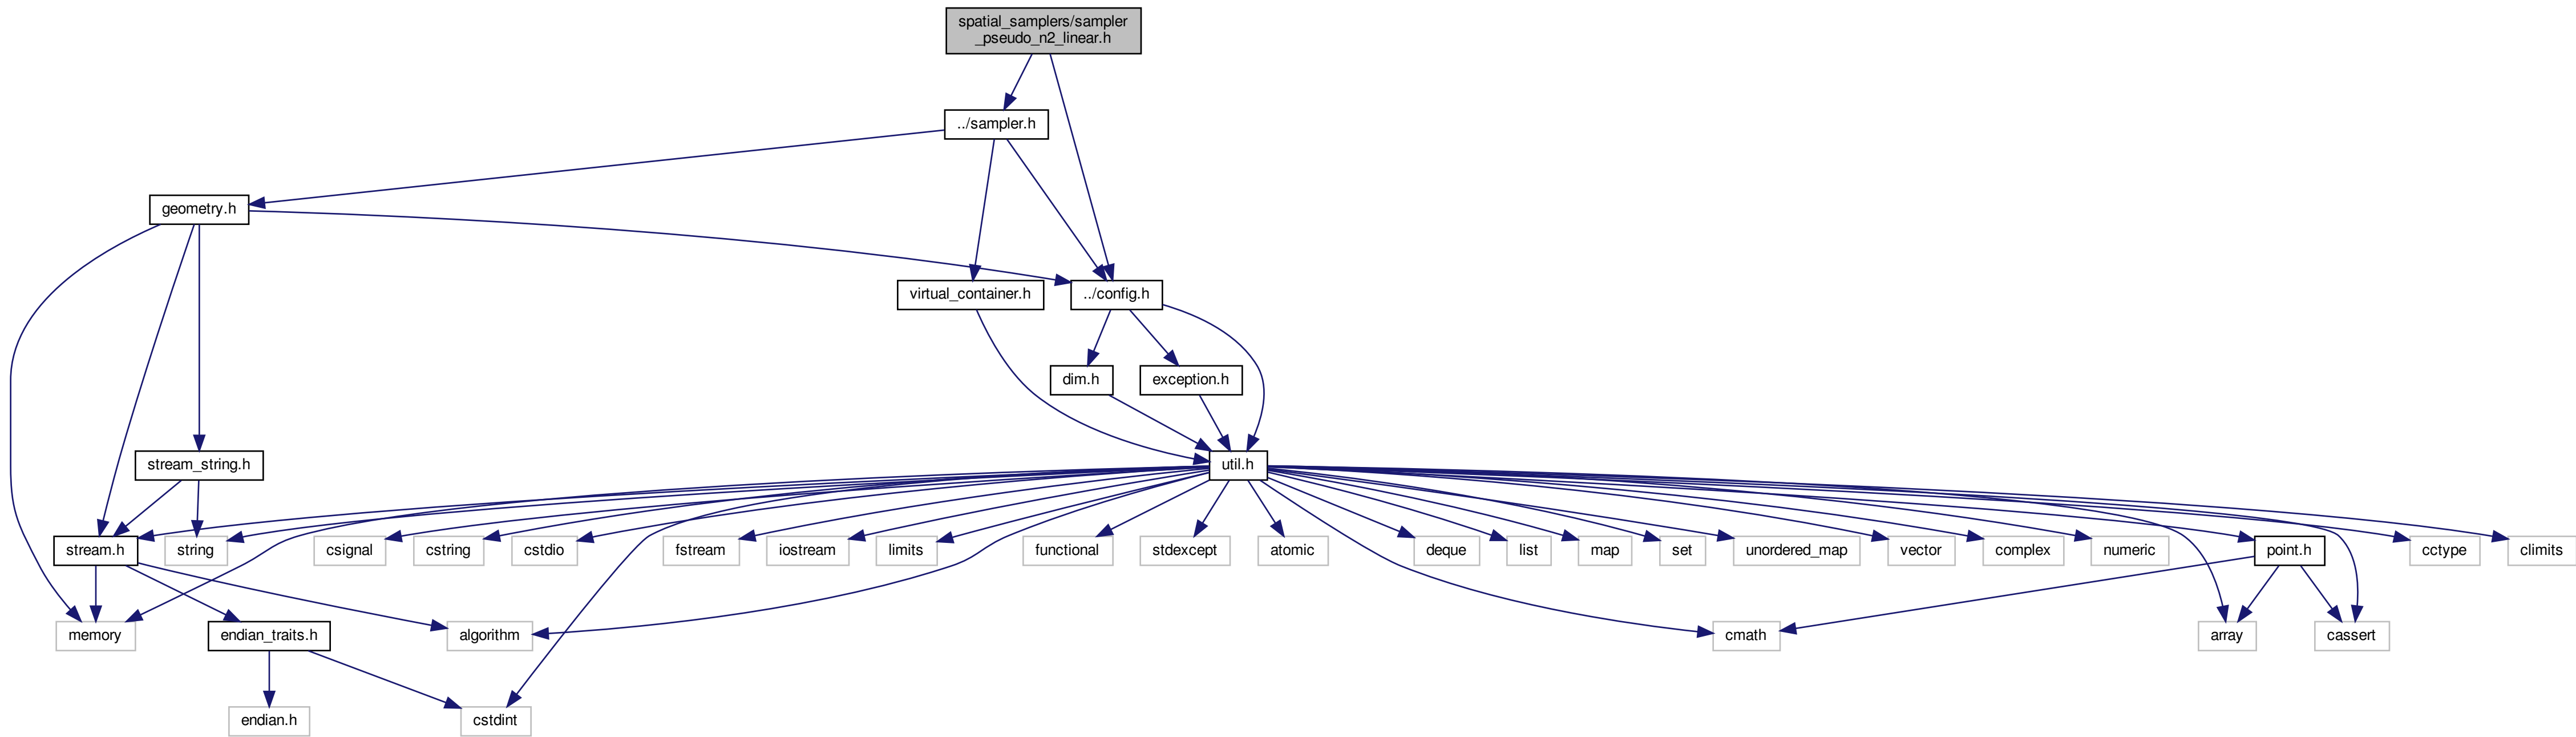 spatial_samplers/sampler
_pseudo_n2_linear.h
../sampler.h
geometry.h
virtual_container.h
../config.h
dim.h
exception.h
stream_string.h
util.h
stream.h
string
csignal
cstring
cstdio
fstream
iostream
limits
functional
stdexcept
atomic
deque
list
map
set
unordered_map
vector
complex
numeric
point.h
cctype
climits
memory
endian_traits.h
algorithm
cmath
array
cassert
endian.h
cstdint